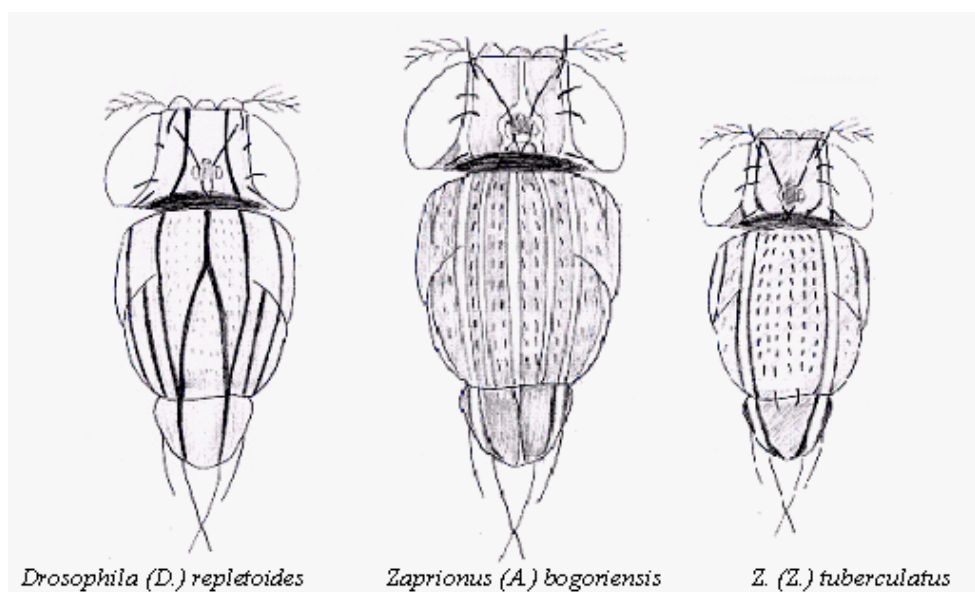 Drosophila (D.) repletoides
Zaprionus (A.) bogoriensis
Z. (Z.) tuberculatus